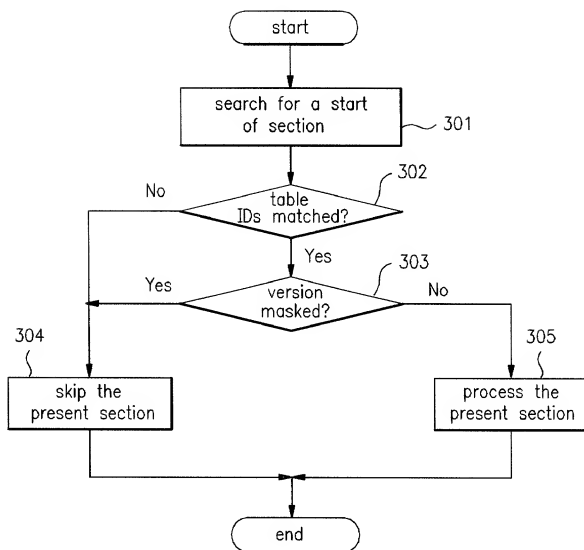 start
search for a start
of section
301
302
No
table
IDs matched?
Yes
303
Yes
version
masked?
No
304
305
skip the
present section
process the
present section
end